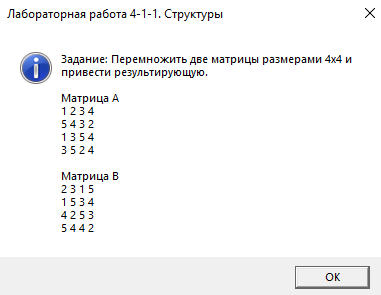 Лабораторная работа 4-1-1. Структуры
Задание: Перемножить две матрицы размерами 4х4 и
привести результирующую.
Матрица А
1 2 3 4
5 4 3 2
1 3 5 4
3 5 2 4
Матрица В
2 3 1 5
1 5 3 4
4 2 5 3
5 4 4 2
OK